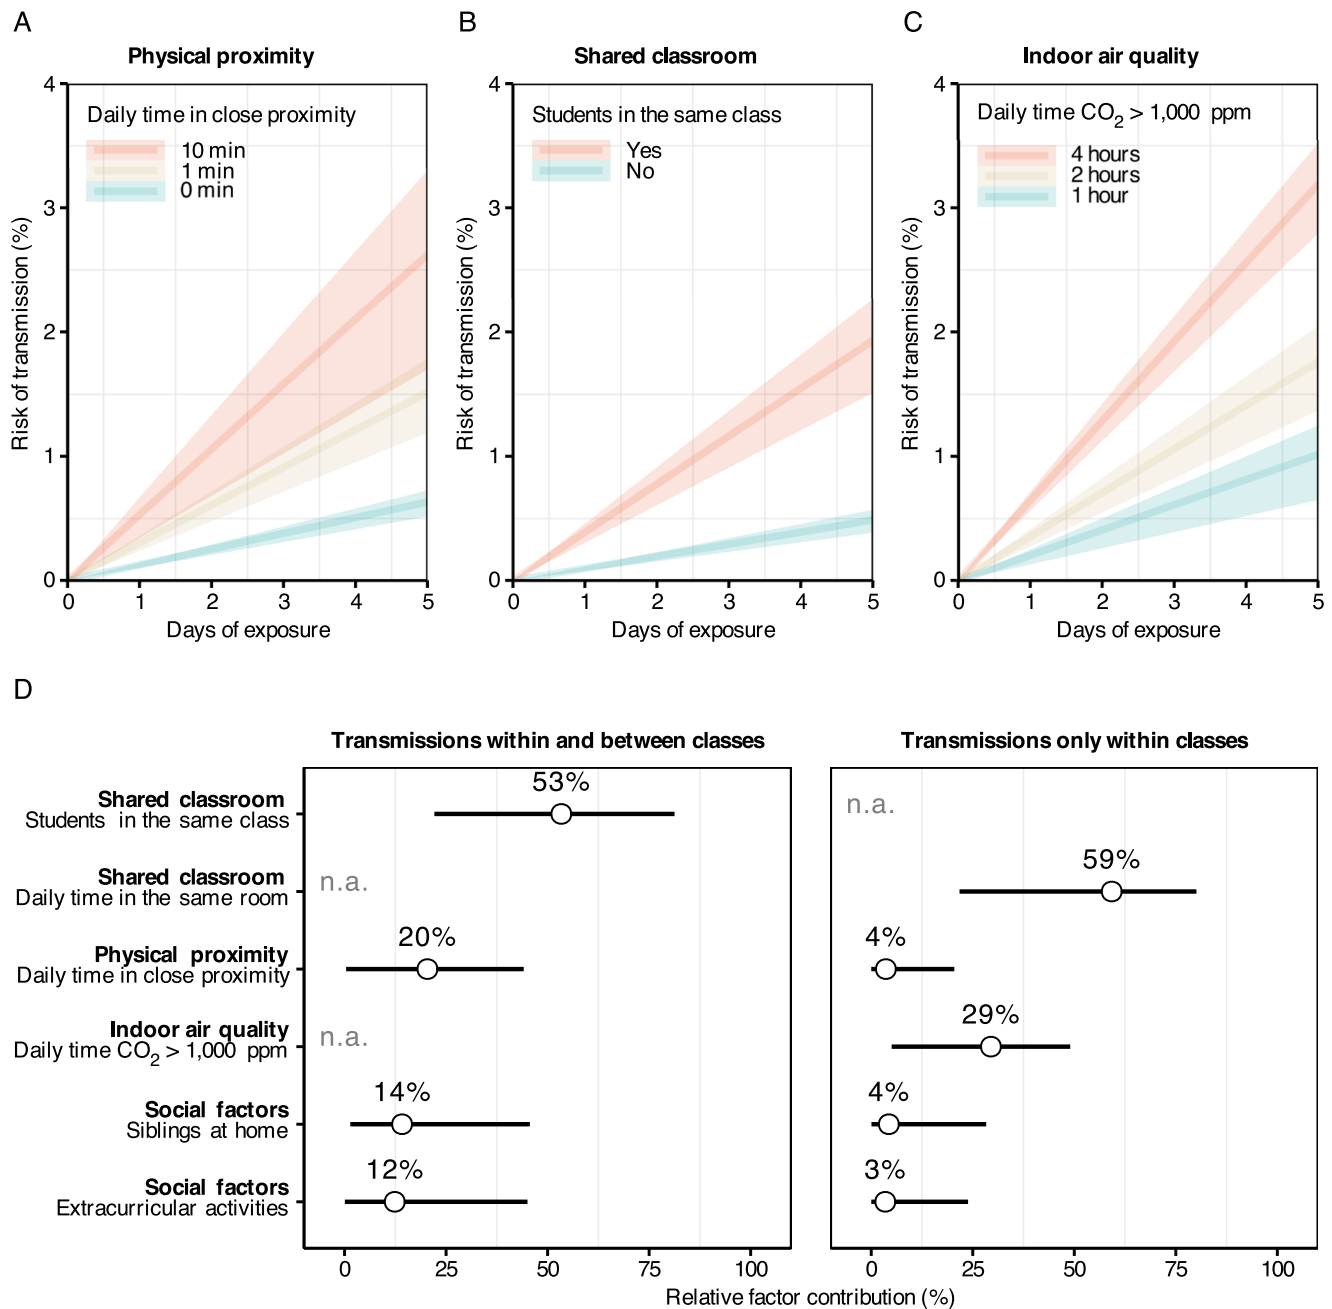 A
B
C
Physical proximity
Shared classroom
Indoor air quality
Risk of transmission (%)
4
3
2
1
0
Daily time in close proximity
10 min
1 min
0 min
0 1 2 3 4 5
Days of exposure
Risk of transmission (%)
4
3
2
1
0
Students in the same class
Yes
No
0 1 2 3 4 5
Days of exposure
Risk of transmission (%)
4
3
2
1
0
Daily time CO2 > 1,000 ppm
4 hours
2 hours
1 hour
0 1 2 3 4 5
Days of exposure
D
Transmissions within and between classes
Transmissions only within classes
Shared classroom
Students in the same class
53%
n.a.
Shared classroom
Daily time in the same room
n.a.
59%
Physical proximity
Daily time in close proximity
20%
4%
Indoor air quality
Daily time CO2 > 1,000 ppm
n.a.
29%
Social factors
Siblings at home
14%
4%
Social factors
Extracurricular activities
12%
3%
0 25 50 75 100
0 25 50 75 100
Relative factor contribution (%)